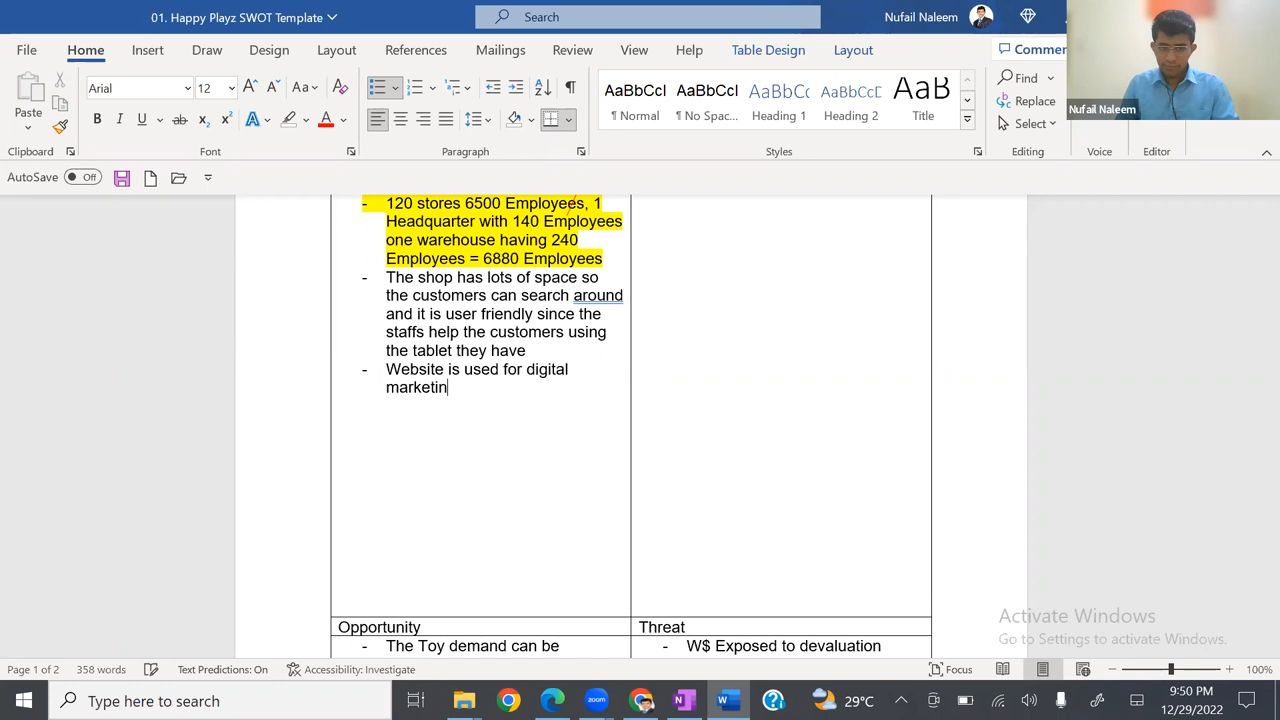 01. Happy Playz SWOT Template
Search
Nufail Naleem
File Home Insert Draw Design Layout References Mailings Review View Help Table Design Layout
Paste
Arial 12
Aa
AaBbCcI AaBbCcI AaBbCc AaBbCcD AaB
¶ Normal ¶ No Spac... Heading 1 Heading 2 Title
Find
Replace
Select
Nufail Naleem
Clipboard Font Paragraph Styles Editing Voice Editor
AutoSave Off
- 120 stores 6500 Employees, 1
Headquarter with 140 Employees
one warehouse having 240
Employees = 6880 Employees
- The shop has lots of space so
the customers can search around
and it is user friendly since the
staffs help the customers using
the tablet they have
- Website is used for digital
marketin
Opportunity Threat
- The Toy demand can be - W$ Exposed to devaluation
Activate Windows
Go to Settings to activate Windows.
Page 1 of 2 358 words Text Predictions: On Accessibility: Investigate Focus 100%
Type here to search
zoom
29°C
9:50 PM
12/29/2022